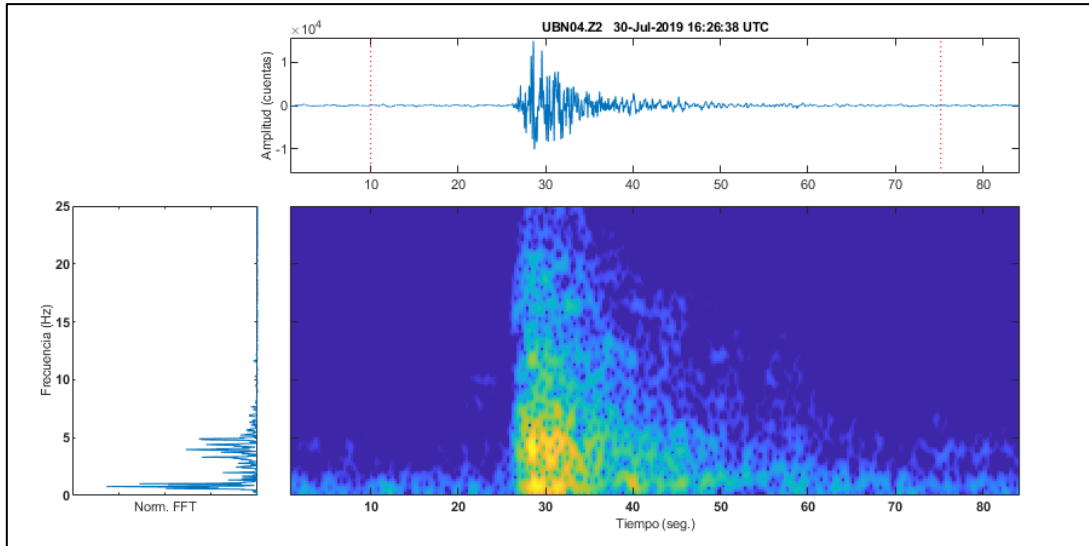 UBN04.Z2 30-Jul-2019 16:26:38 UTC
×10⁴
Amplitud (cuentas)
1
0
-1
10 20 30 40 50 60 70 80
Frecuencia (Hz)
25
20
15
10
5
0
Norm. FFT
10 20 30 40 50 60 70 80
Tiempo (seg.)